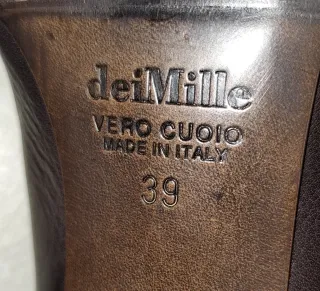 deiMille
VERO CUOIO
MADE IN ITALY
39